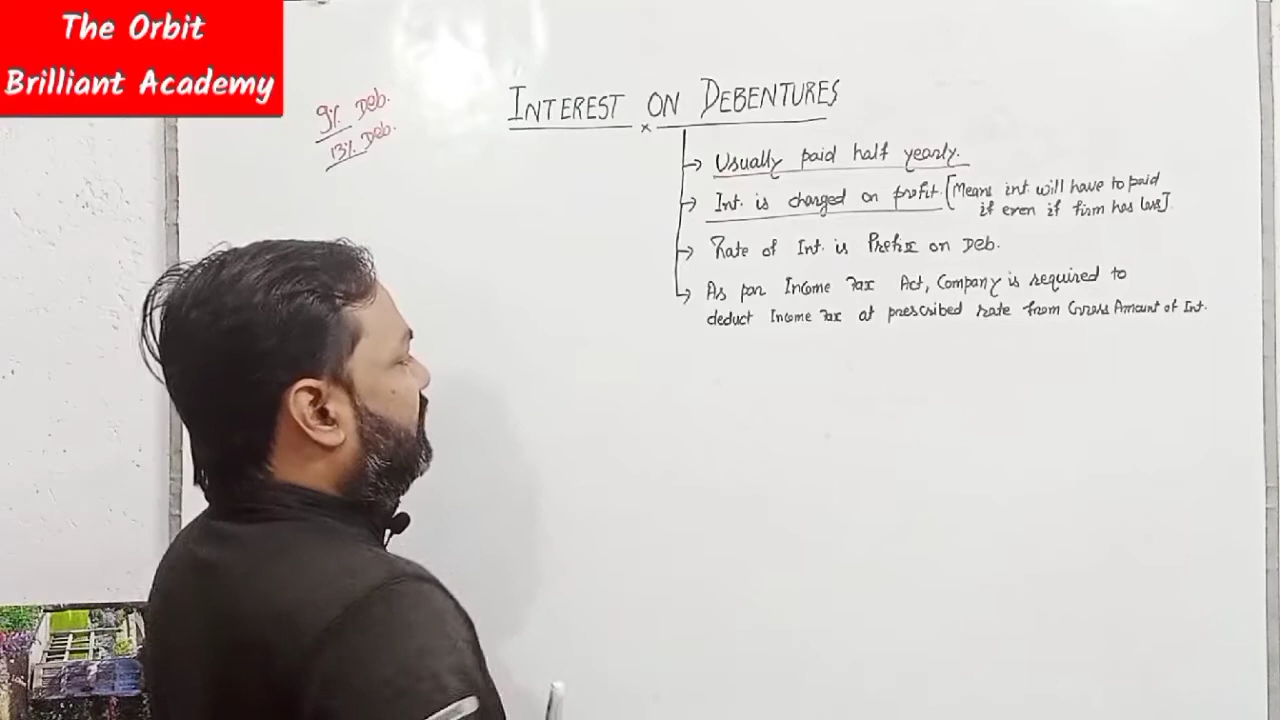 The Orbit
Brilliant Academy
9% Deb.
13% Deb.
INTEREST ON DEBENTURES
Usually paid half yearly.
Int. is charged on profit. [Means int. will have to paid
if even if firm has loss].
Rate of Int. is Prefix on Deb.
As per Income Tax Act, Company is required to
deduct Income Tax at prescribed rate from Gross Amount of Int.